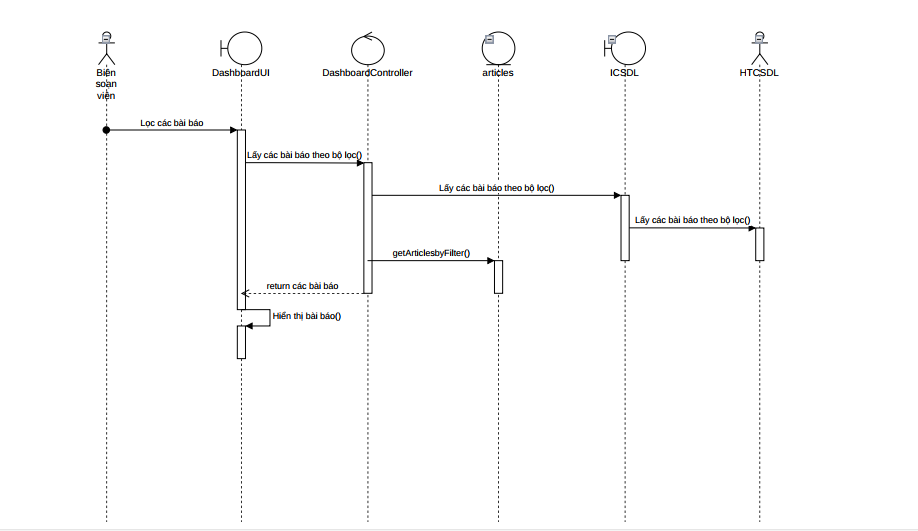 Biên
soạn
viên
DashboardUI
DashboardController
articles
ICSDL
HTCSDL
Lọc các bài báo
Lấy các bài báo theo bộ lọc()
Lấy các bài báo theo bộ lọc()
Lấy các bài báo theo bộ lọc()
getArticlesbyFilter()
return các bài báo
Hiển thị bài báo()